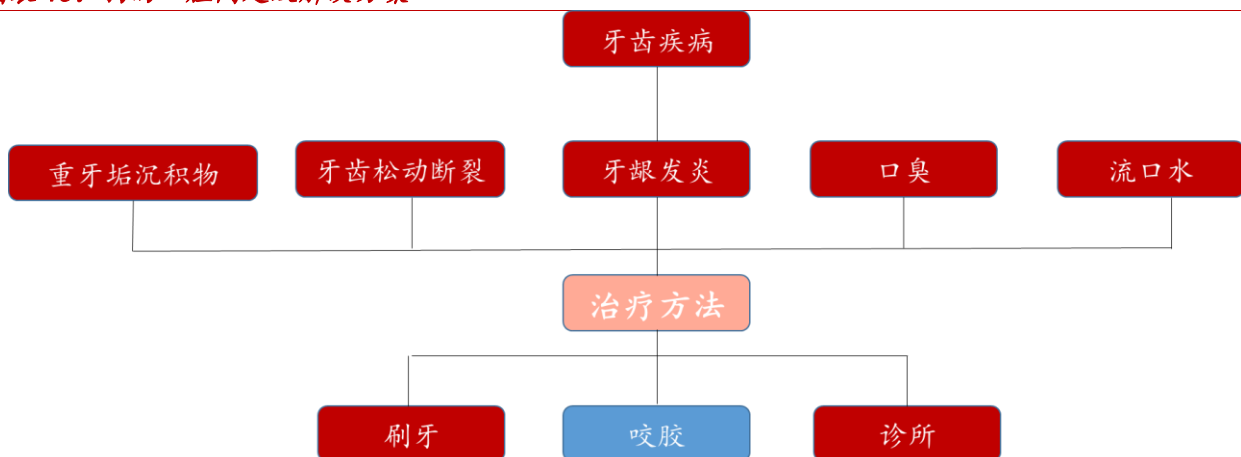 牙齿疾病
重牙垢沉积物
牙齿松动断裂
牙龈发炎
口臭
流口水
治疗方法
刷牙
咬胶
诊所